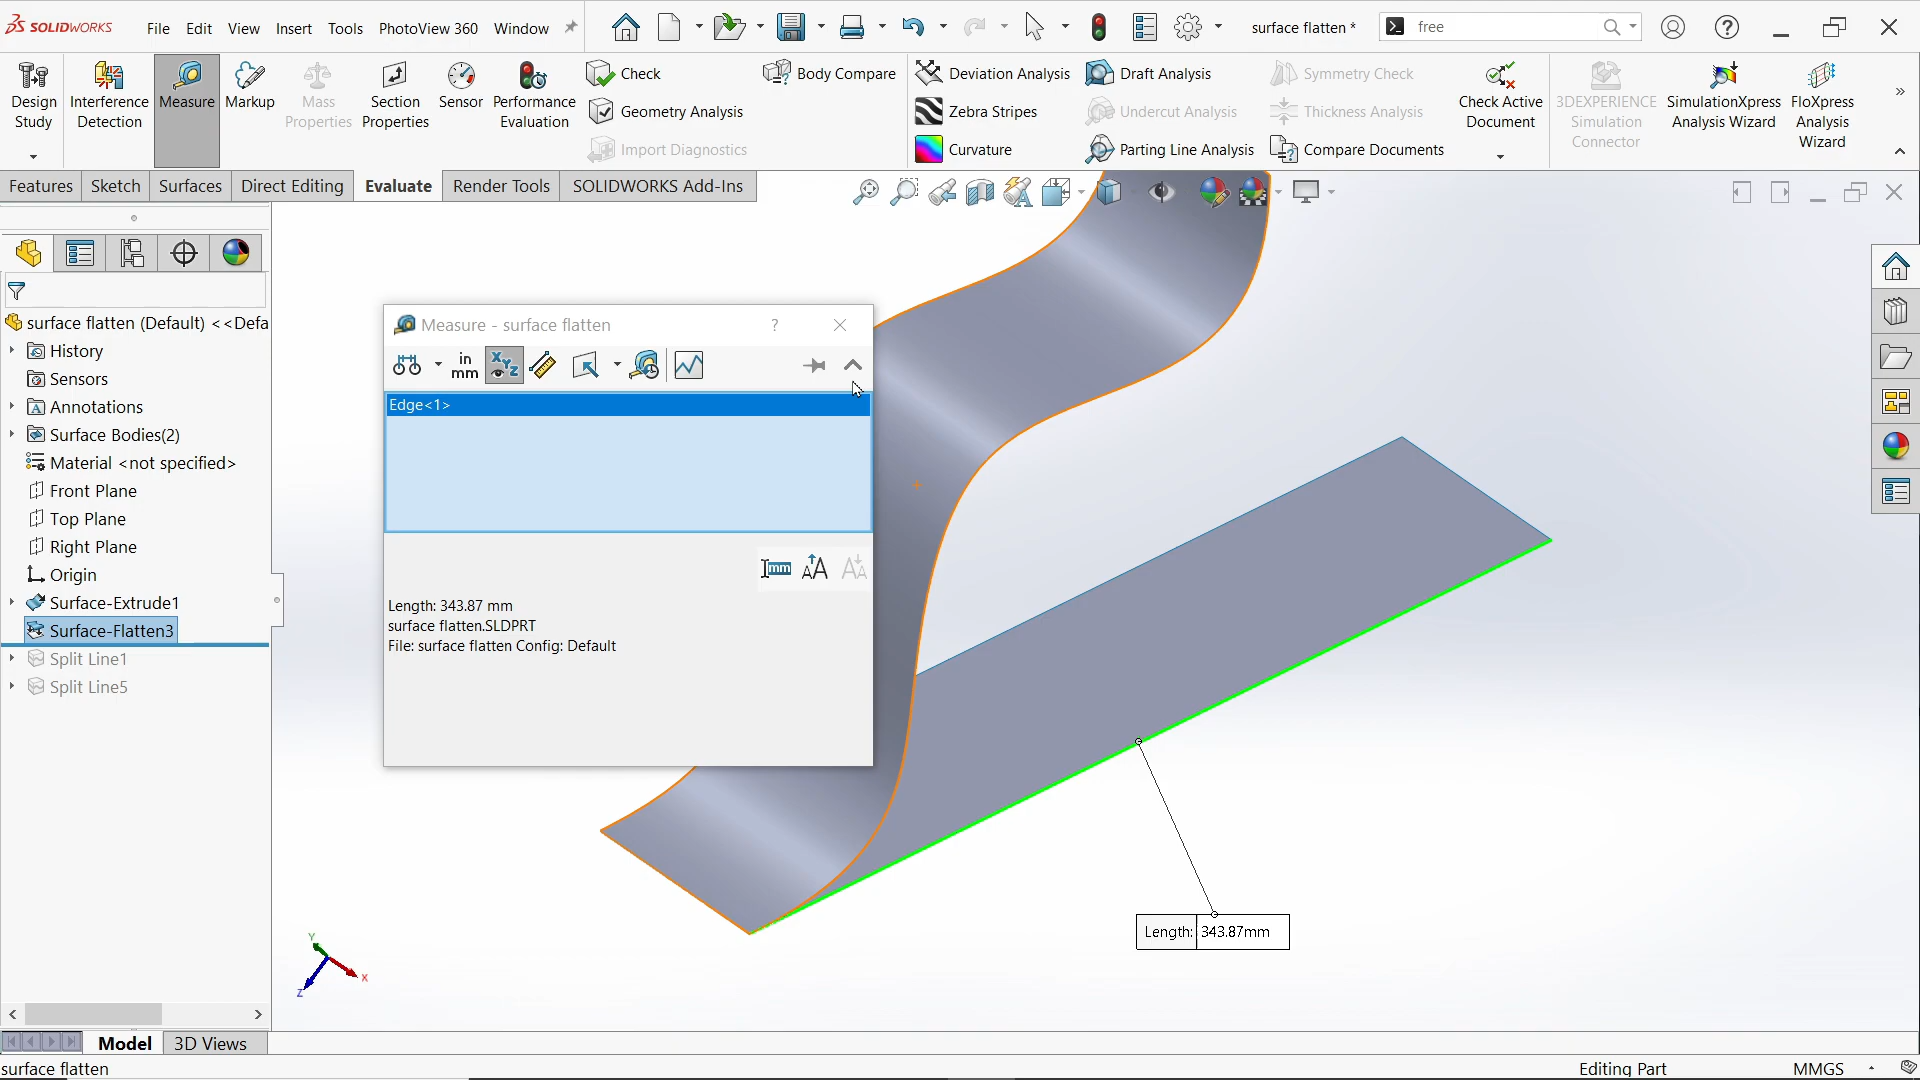 SOLIDWORKS
File
Edit
View
Insert
Tools
PhotoView 360
Window
surface flatten *
free
Design Study
Interference Detection
Measure
Markup
Mass Properties
Section Properties
Sensor
Performance Evaluation
Check
Geometry Analysis
Import Diagnostics
Body Compare
Deviation Analysis
Zebra Stripes
Curvature
Draft Analysis
Undercut Analysis
Parting Line Analysis
Symmetry Check
Thickness Analysis
Compare Documents
Check Active Document
3DEXPERIENCE Simulation Connector
SimulationXpress Analysis Wizard
FloXpress Analysis Wizard
Features
Sketch
Surfaces
Direct Editing
Evaluate
Render Tools
SOLIDWORKS Add-Ins
surface flatten (Default) <<Defa
History
Sensors
Annotations
Surface Bodies(2)
Material <not specified>
Front Plane
Top Plane
Right Plane
Origin
Surface-Extrude1
Surface-Flatten3
Split Line1
Split Line5
Measure - surface flatten
?
in
mm
XYZ
Edge<1>
mm
Length: 343.87 mm
surface flatten.SLDPRT
File: surface flatten Config: Default
Length: 343.87mm
Y
X
Z
Model
3D Views
surface flatten
Editing Part
MMGS